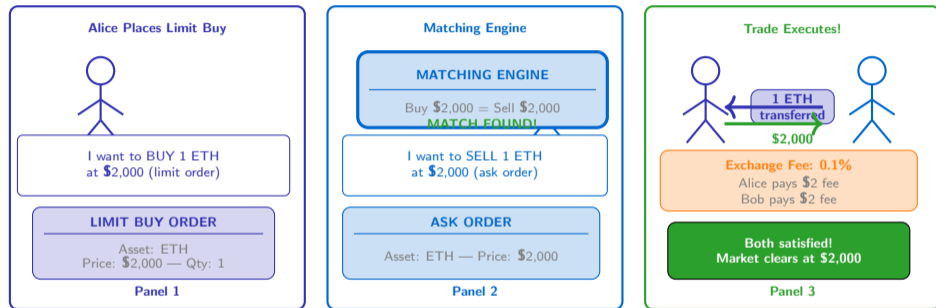 Alice Places Limit Buy
I want to BUY 1 ETH
at $2,000 (limit order)
LIMIT BUY ORDER
Asset: ETH
Price: $2,000 — Qty: 1
Panel 1
Matching Engine
MATCHING ENGINE
Buy $2,000 = Sell $2,000
MATCH FOUND!
I want to SELL 1 ETH
at $2,000 (ask order)
ASK ORDER
Asset: ETH — Price: $2,000
Panel 2
Trade Executes!
1 ETH
transferred
$2,000
Exchange Fee: 0.1%
Alice pays $2 fee
Bob pays $2 fee
Both satisfied!
Market clears at $2,000
Panel 3